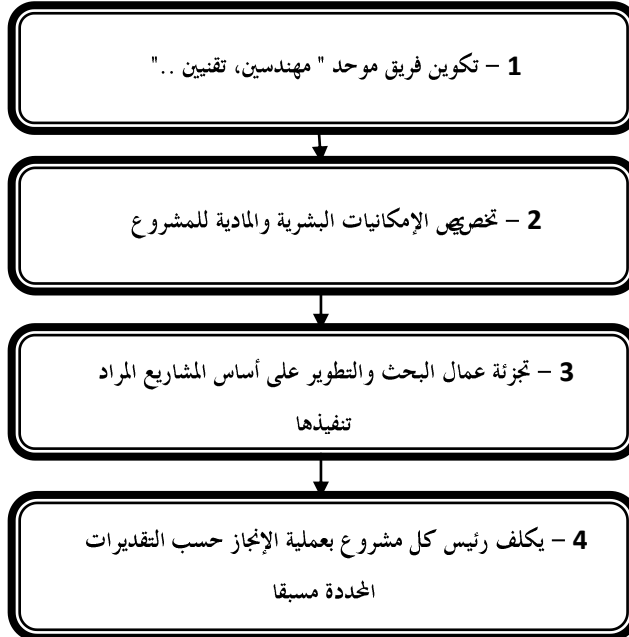 1 – تكوين فريق موحد " مهندسين، تقنيين .."
2 – تخصيص الإمكانيات البشرية والمادية للمشروع
3 – تجزئة عمال البحث والتطوير على أساس المشاريع المراد
تنفيذها
4 – يكلف رئيس كل مشروع بعملية الإنجاز حسب التقديرات
المحددة مسبقا